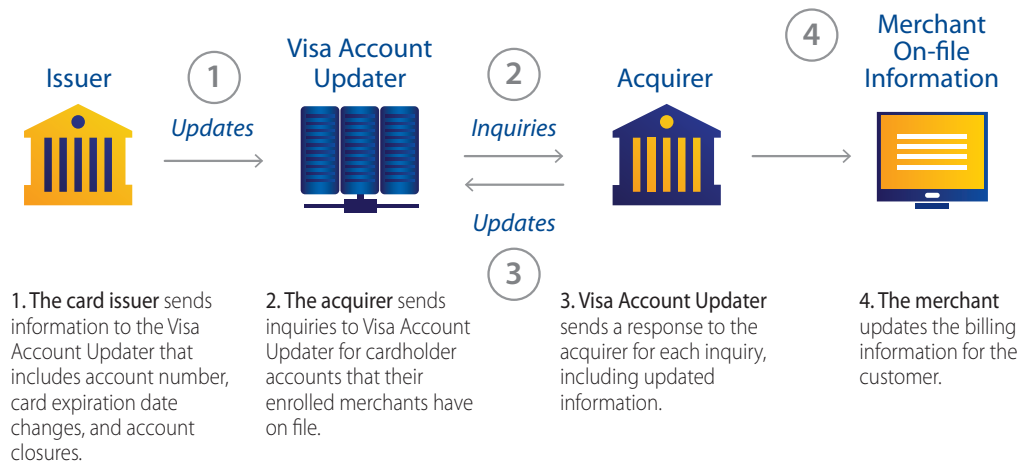 Issuer
1
Updates
Visa Account
Updater
2
Inquiries
Updates
3
Acquirer
4
Merchant
On-file
Information
1. The card issuer sends
information to the Visa
Account Updater that
includes account number,
card expiration date
changes, and account
closures.
2. The acquirer sends
inquiries to Visa Account
Updater for cardholder
accounts that their
enrolled merchants have
on file.
3. Visa Account Updater
sends a response to the
acquirer for each inquiry,
including updated
information.
4. The merchant
updates the billing
information for the
customer.